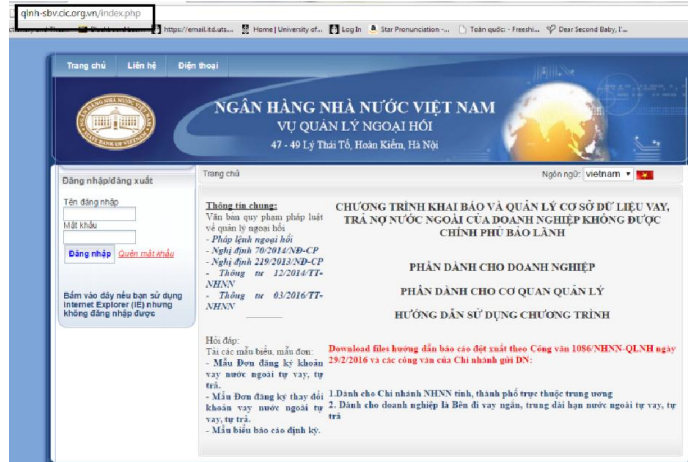 qlnh-sbv.cic.org.vn/index.php
https://email.itd.uts...
Home | University of...
Log In
Star Pronunciation -...
Toàn quốc: - Freeshi...
Dear Second Baby, I'...
Trang chủ Liên hệ Điện thoại
NGÂN HÀNG NHÀ NƯỚC VIỆT NAM
VỤ QUẢN LÝ NGOẠI HỐI
47 - 49 Lý Thái Tổ, Hoàn Kiếm, Hà Nội
Đăng nhập/đăng xuất
Tên đăng nhập
Mật khẩu
Đăng nhập Quên mật khẩu
Bấm vào đây nếu bạn sử dụng
Internet Explorer (IE) nhưng
không đăng nhập được
Trang chủ
Ngôn ngữ: vietnam
Thông tin chung:
Văn bản quy phạm pháp luật
về quản lý ngoại hối
- Pháp lệnh ngoại hối
- Nghị định 70/2014/NĐ-CP
- Nghị định 219/2013/NĐ-CP
- Thông tư 12/2014/TT-
NHNN
- Thông tư 03/2016/TT-
NHNN
Hỏi đáp:
Tải các mẫu biểu, mẫu đơn:
- Mẫu Đơn đăng ký khoản
vay nước ngoài tự vay, tự
trả.
- Mẫu Đơn đăng ký thay đổi
khoản vay nước ngoài tự
vay, tự trả.
- Mẫu biểu báo cáo định kỳ.
CHƯƠNG TRÌNH KHAI BÁO VÀ QUẢN LÝ CƠ SỞ DỮ LIỆU VAY,
TRẢ NỢ NƯỚC NGOÀI CỦA DOANH NGHIỆP KHÔNG ĐƯỢC
CHÍNH PHỦ BẢO LÃNH
PHẦN DÀNH CHO DOANH NGHIỆP
PHẦN DÀNH CHO CƠ QUAN QUẢN LÝ
HƯỚNG DẪN SỬ DỤNG CHƯƠNG TRÌNH
Download files hướng dẫn báo cáo đột xuất theo Công văn 1086/NHNN-QLNH ngày
29/2/2016 và các công văn của Chi nhánh gửi DN:
1.Dành cho Chi nhánh NHNN tỉnh, thành phố trực thuộc trung ương
2. Dành cho doanh nghiệp là Bên đi vay ngắn, trung dài hạn nước ngoài tự vay, tự
trả